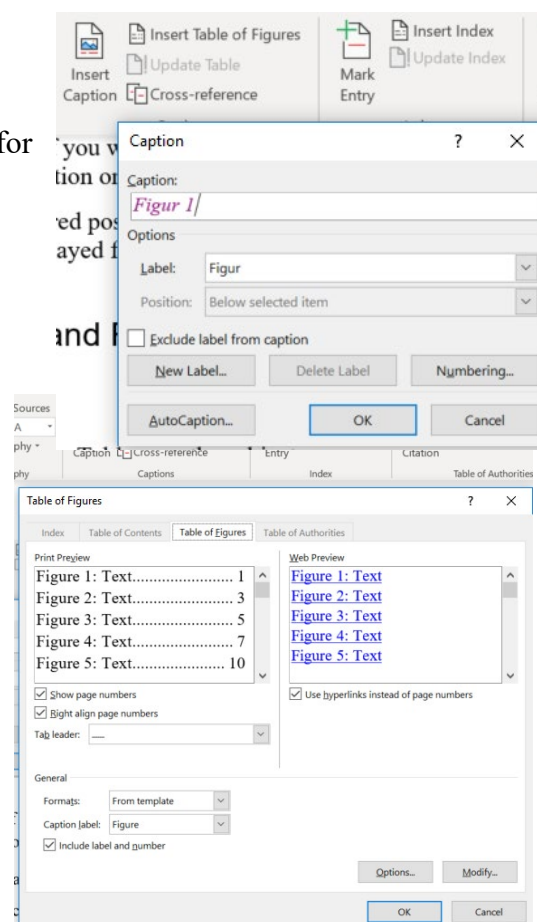 Insert Caption
Insert Table of Figures
Update Table
Cross-reference
Mark Entry
Insert Index
Update Index
for
you
tion or
red pos
ayed f
and
Caption ? ×
Caption:
Figur 1
Options
Label: Figur
Position: Below selected item
Exclude label from caption
New Label... Delete Label Numbering...
AutoCaption... OK Cancel
Sources
A
phy
Caption Cross-reference Entry Citation
phy Captions Index Table of Authorities
Table of Figures ? ×
Index Table of Contents Table of Figures Table of Authorities
Print Preview Web Preview
Figure 1: Text........................ 1 Figure 1: Text
Figure 2: Text........................ 3 Figure 2: Text
Figure 3: Text........................ 5 Figure 3: Text
Figure 4: Text........................ 7 Figure 4: Text
Figure 5: Text...................... 10 Figure 5: Text
Show page numbers Use hyperlinks instead of page numbers
Right align page numbers
Tab leader:
General
Formats: From template
Caption label: Figure
Include label and number
Options... Modify...
OK Cancel